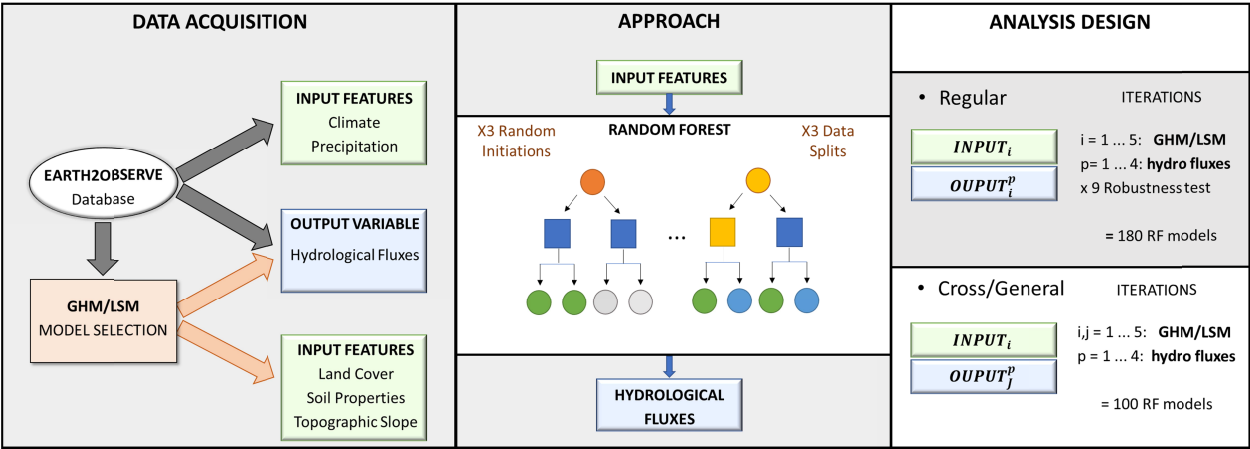 DATA ACQUISITION
INPUT FEATURES
Climate
Precipitation
EARTH2OBSERVE
Database
OUTPUT VARIABLE
Hydrological Fluxes
GHM/LSM
MODEL SELECTION
INPUT FEATURES
Land Cover
Soil Properties
Topographic Slope
APPROACH
INPUT FEATURES
RANDOM FOREST
X3 Random
Initiations
X3 Data
Splits
...
HYDROLOGICAL
FLUXES
ANALYSIS DESIGN
• Regular
ITERATIONS
INPUT_i
OUPUT_i^p
i = 1 ... 5: GHM/LSM
p= 1 ... 4: hydro fluxes
x 9 Robustness test
= 180 RF models
• Cross/General
ITERATIONS
INPUT_i
OUPUT_J^p
i,j = 1 ... 5: GHM/LSM
p = 1 ... 4: hydro fluxes
= 100 RF models